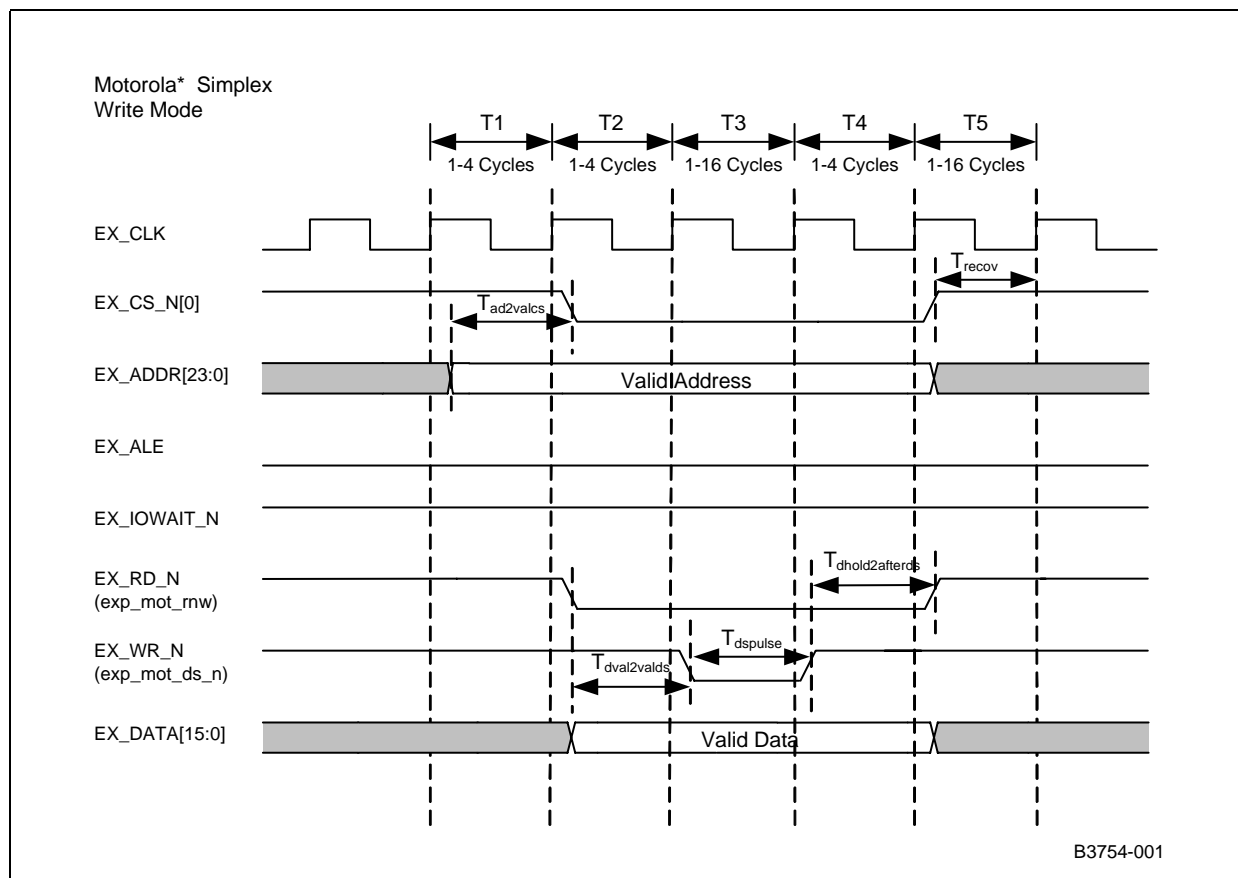 Motorola* Simplex
Write Mode
T1 T2 T3 T4 T5
1-4 Cycles 1-4 Cycles 1-16 Cycles 1-4 Cycles 1-16 Cycles
EX_CLK
Trecov
EX_CS_N[0]
Tad2valcs
EX_ADDR[23:0]
Valid Address
EX_ALE
EX_IOWAIT_N
EX_RD_N
(exp_mot_rnw)
Tdhold2afterds
EX_WR_N
(exp_mot_ds_n)
Tdspulse
Tdval2valds
EX_DATA[15:0]
Valid Data
B3754-001